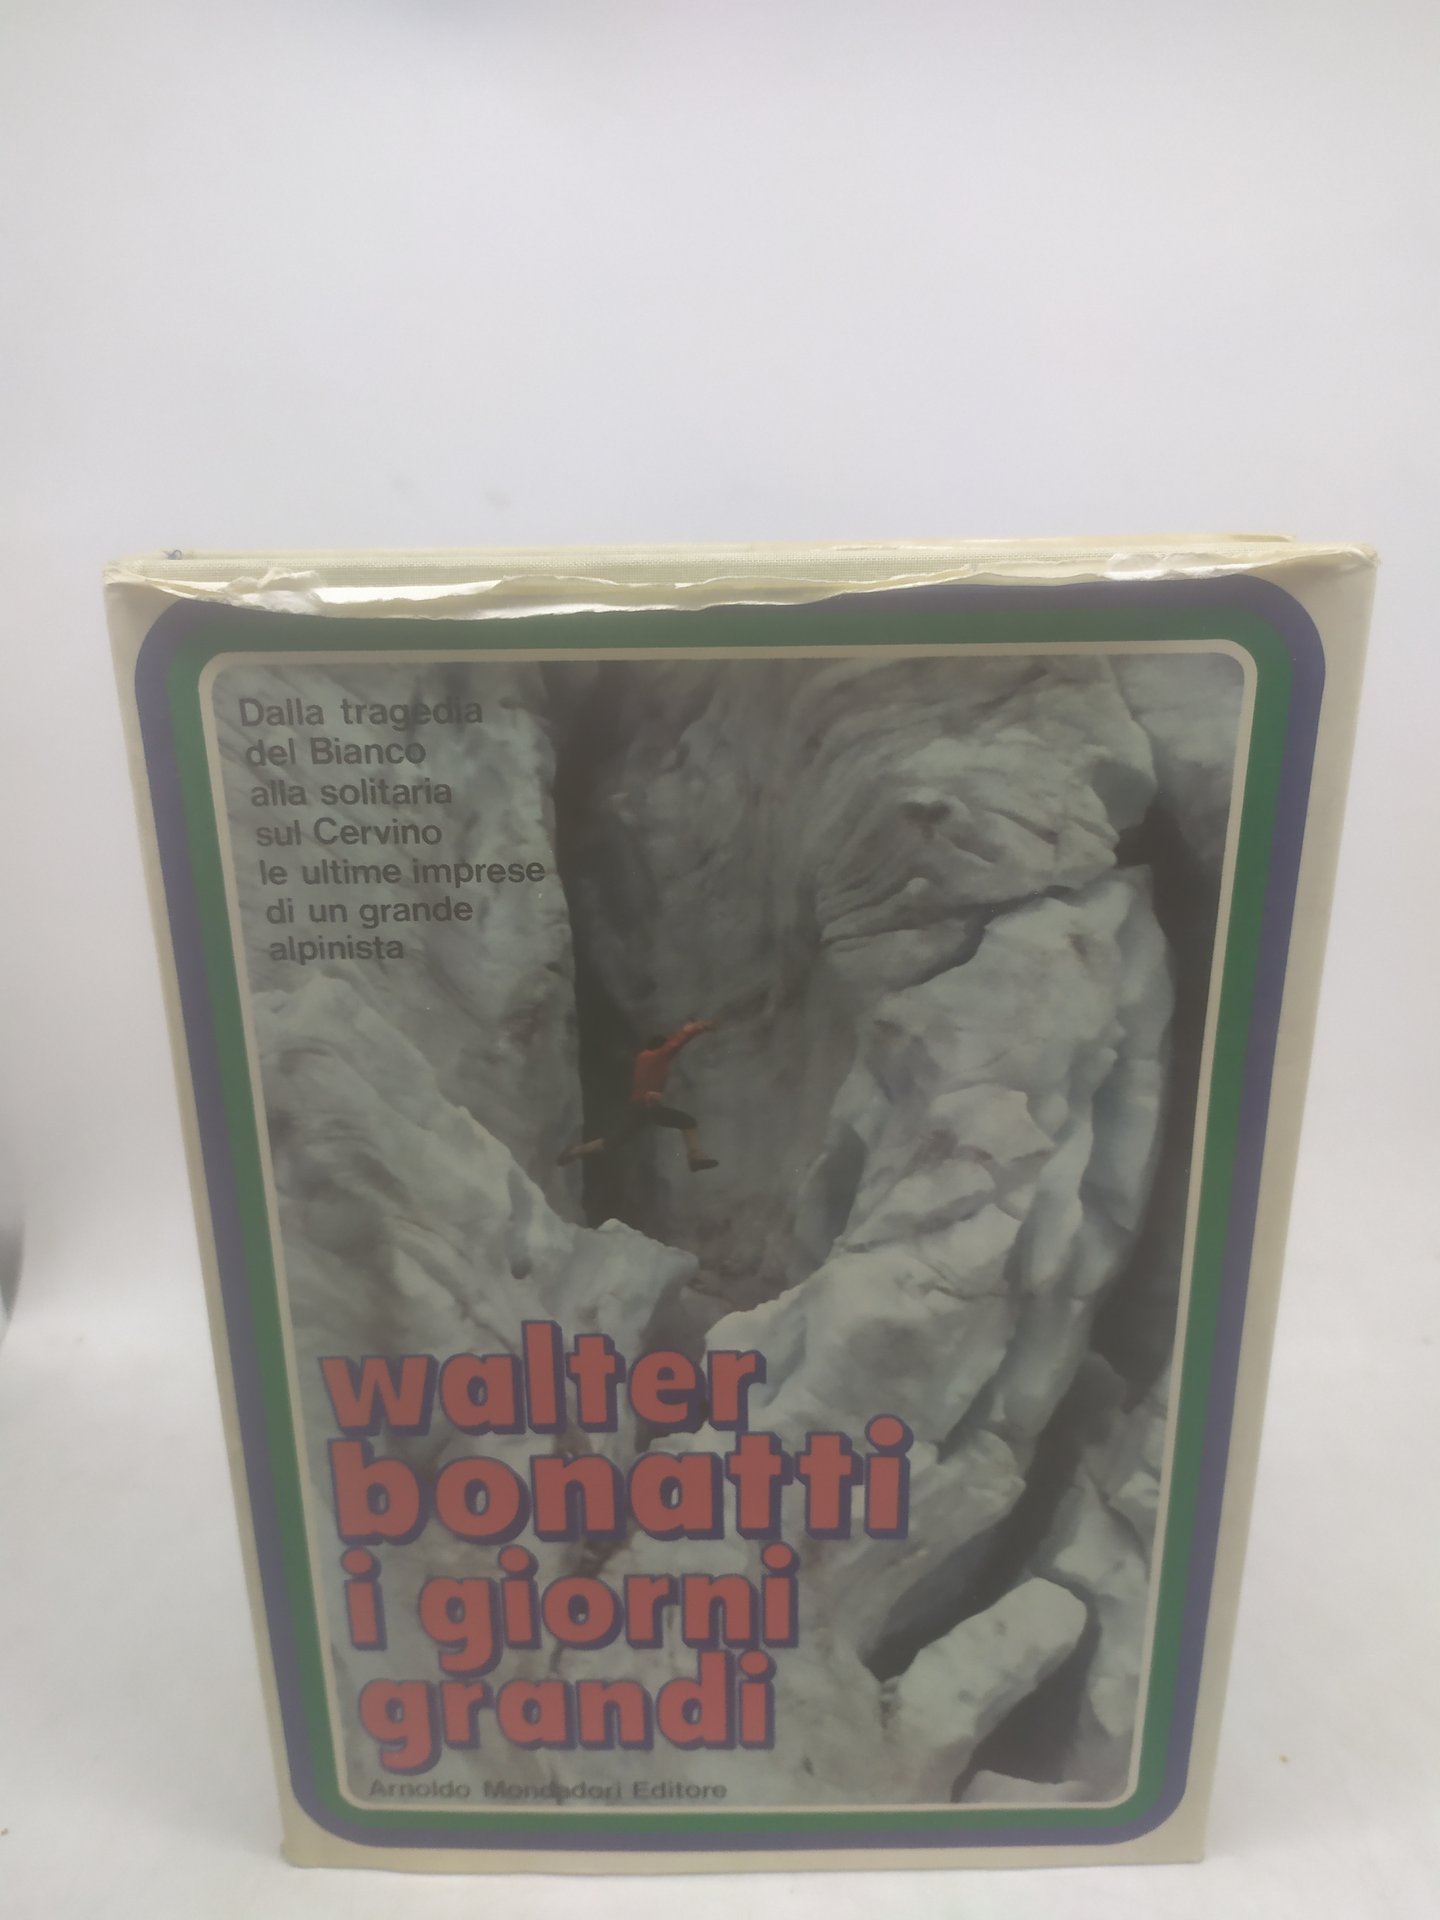 Dalla tragedia
del Bianco
alla solitaria
sul Cervino
le ultime imprese
di un grande
alpinista
walter
bonatti
i giorni
grandi
Arnoldo Mondadori Editore